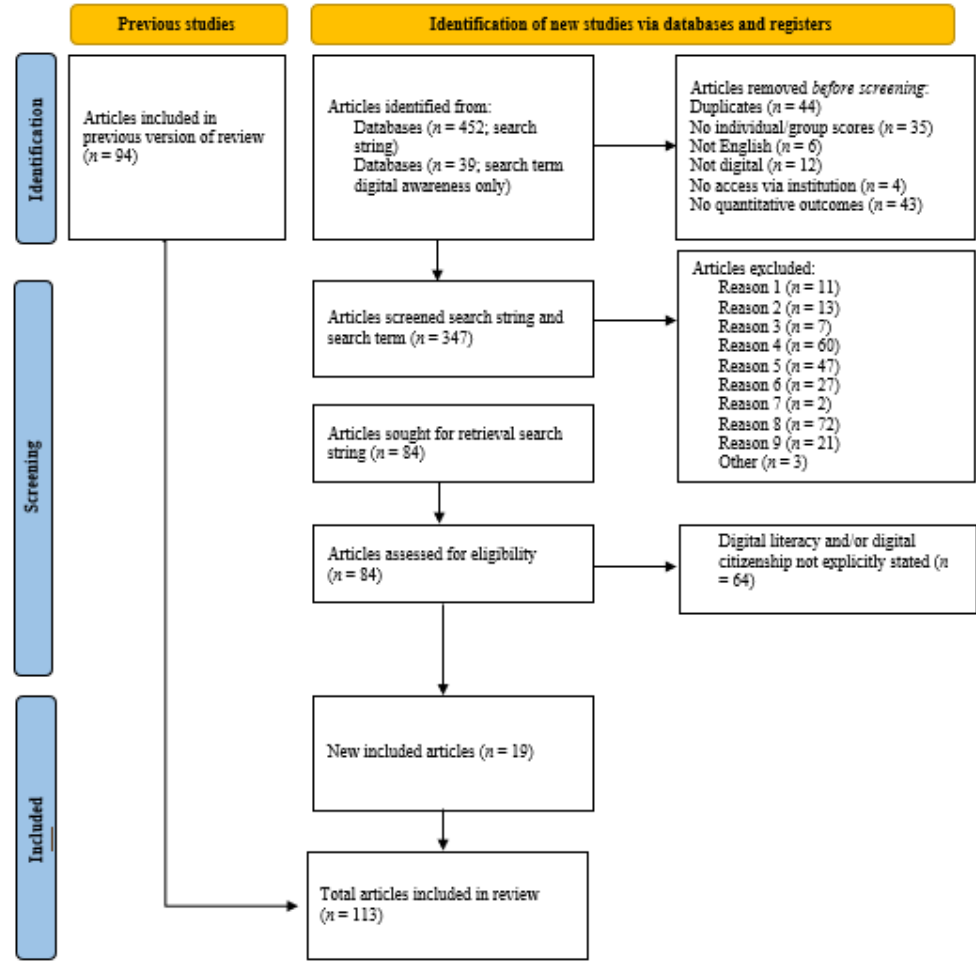 Previous studies
Identification of new studies via databases and registers
Identification
Articles included in
previous version of review
(n = 94)
Articles identified from:
Databases (n = 452; search
string)
Databases (n = 39; search term
digital awareness only)
Articles removed before screening:
Duplicates (n = 44)
No individual/group scores (n = 35)
Not English (n = 6)
Not digital (n = 12)
No access via institution (n = 4)
No quantitative outcomes (n = 43)
Screening
Articles screened search string and
search term (n = 347)
Articles excluded:
Reason 1 (n = 11)
Reason 2 (n = 13)
Reason 3 (n = 7)
Reason 4 (n = 60)
Reason 5 (n = 47)
Reason 6 (n = 27)
Reason 7 (n = 2)
Reason 8 (n = 72)
Reason 9 (n = 21)
Other (n = 3)
Articles sought for retrieval search
string (n = 84)
Articles assessed for eligibility
(n = 84)
Digital literacy and/or digital
citizenship not explicitly stated (n
= 64)
Included
New included articles (n = 19)
Total articles included in review
(n = 113)